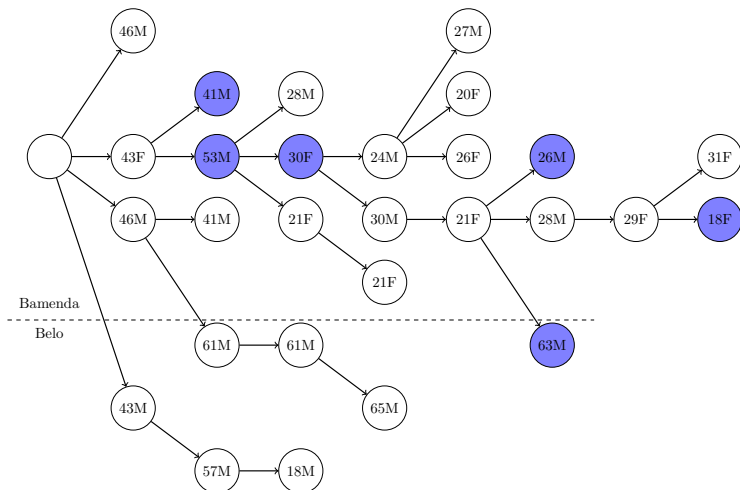 46M 27M
41M 28M 20F
43F 53M 30F 24M 26F 26M 31F
46M 41M 21F 30M 21F 28M 29F 18F
21F
Bamenda
Belo
61M 61M 63M
43M 65M
57M 18M